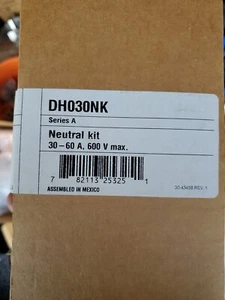 DH030NK
Series A
Neutral kit
30-60 A, 600 V max.
7 82113 25325 1
ASSEMBLED IN MEXICO